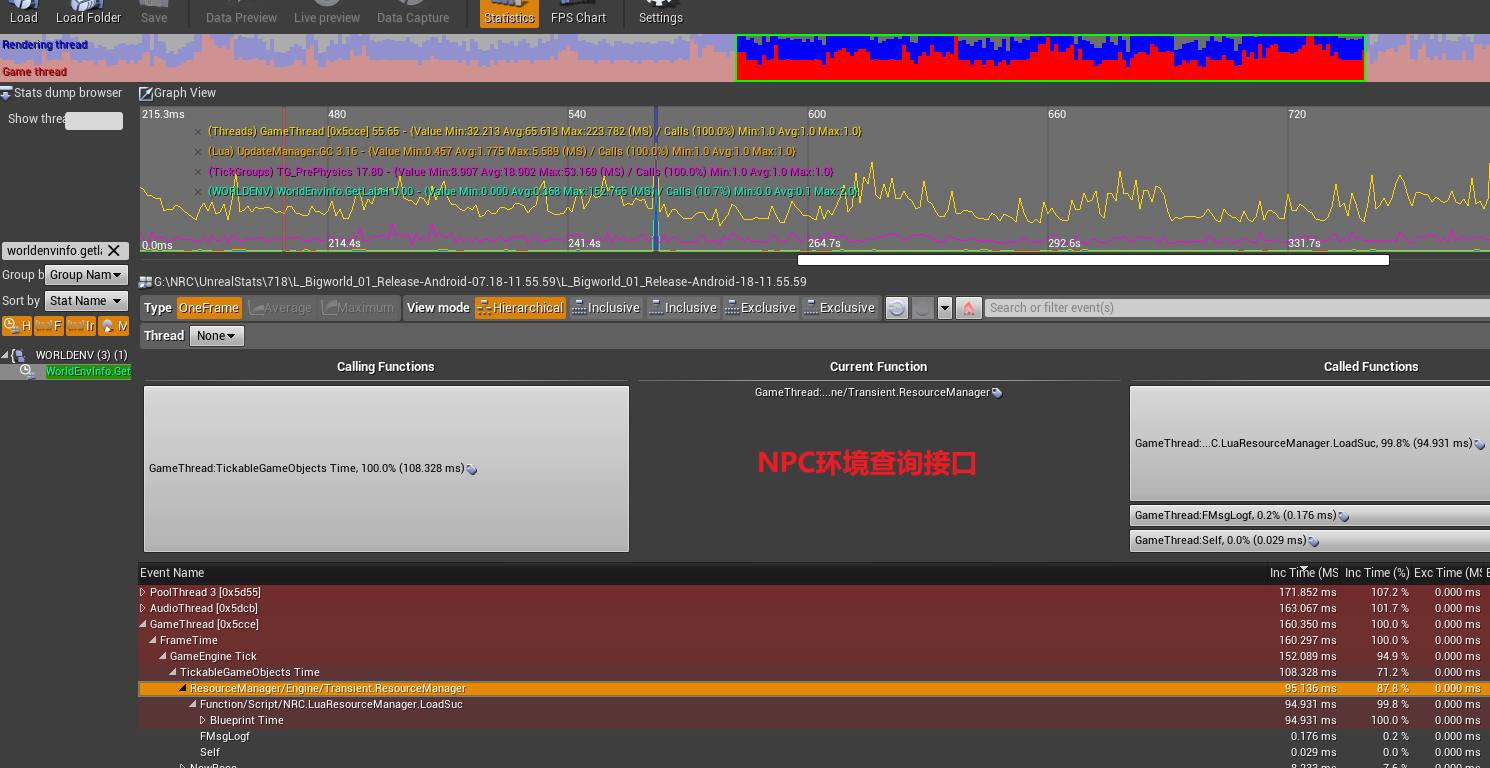 Load Load Folder Save Data Preview Live preview Data Capture Statistics FPS Chart Settings
Rendering thread
Game thread
Stats dump browser
Graph View
Show threa
215.3ms 480 540 600 660 720
(Threads) GameThread [0x5cce] 55.65 - {Value Min:32.213 Avg:65.613 Max:223.782 (MS) / Calls (100.0%) Min:1.0 Avg:1.0 Max:1.0}
(Lua) UpdateManager:GC 3.16 - {Value Min:0.457 Avg:1.775 Max:5.589 (MS) / Calls (100.0%) Min:1.0 Avg:1.0 Max:1.0}
(TickGroups) TG_PrePhysics 17.80 - {Value Min:8.907 Avg:18.902 Max:53.169 (MS) / Calls (100.0%) Min:1.0 Avg:1.0 Max:1.0}
(WORLDENV) WorldEnvInfo.GetLabel 0.00 - {Value Min:0.000 Avg:0.368 Max:152.765 (MS) / Calls (10.7%) Min:0.0 Avg:0.1
0.0ms 214.4s 241.4s 264.7s 292.6s 331.7s
worldenvinfo.getl
Group b Group Nam
Sort by Stat Name
H F Ir M
WORLDENV (3) (1)
WorldEnvInfo.Get
G:\NRC\UnrealStats\718\L_Bigworld_01_Release-Android-07.18-11.55.59\L_Bigworld_01_Release-Android-18-11.55.59
Type OneFrame Average Maximum View mode Hierarchical Inclusive Inclusive Exclusive Exclusive Search or filter event(s)
Thread None
Calling Functions Current Function Called Functions
GameThread:...ne/Transient.ResourceManager
GameThread:TickableGameObjects Time, 100.0% (108.328 ms)
NPC环境查询接口
GameThread:...C.LuaResourceManager.LoadSuc, 99.8% (94.931 ms)
GameThread:FMsgLogf, 0.2% (0.176 ms)
GameThread:Self, 0.0% (0.029 ms)
Event Name Inc Time (MS Inc Time (%) Exc Time (MS E
PoolThread 3 [0x5d55] 171.852 ms 107.2 % 0.000 ms
AudioThread [0x5dcb] 163.067 ms 101.7 % 0.000 ms
GameThread [0x5cce] 160.350 ms 100.0 % 0.000 ms
FrameTime 160.297 ms 100.0 % 0.000 ms
GameEngine Tick 152.089 ms 94.9 % 0.000 ms
TickableGameObjects Time 108.328 ms 71.2 % 0.000 ms
ResourceManager/Engine/Transient.ResourceManager 95.136 ms 87.8 % 0.000 ms
Function/Script/NRC.LuaResourceManager.LoadSuc 94.931 ms 99.8 % 0.000 ms
Blueprint Time 94.931 ms 100.0 % 0.000 ms
FMsgLogf 0.176 ms 0.2 % 0.000 ms
Self 0.029 ms 0.0 % 0.000 ms